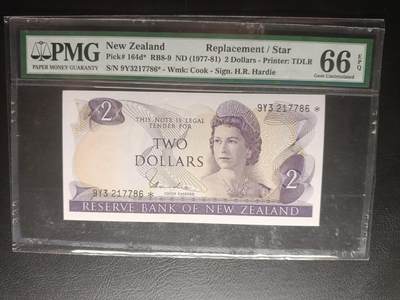 PMG
PAPER MONEY GUARANTY
New Zealand Replacement / Star
Pick# 164d* RB8-9 ND (1977-81) 2 Dollars - Printer: TDLR
S/N 9Y3217786* - Wmk: Cook - Sign. H.R. Hardie
66 EPQ
Gem Uncirculated
2
THIS NOTE IS LEGAL
TENDER FOR
9Y3 217786 *
TWO
DOLLARS
9Y3 217786 *
CHIEF CASHIER
2
RESERVE BANK OF NEW ZEALAND